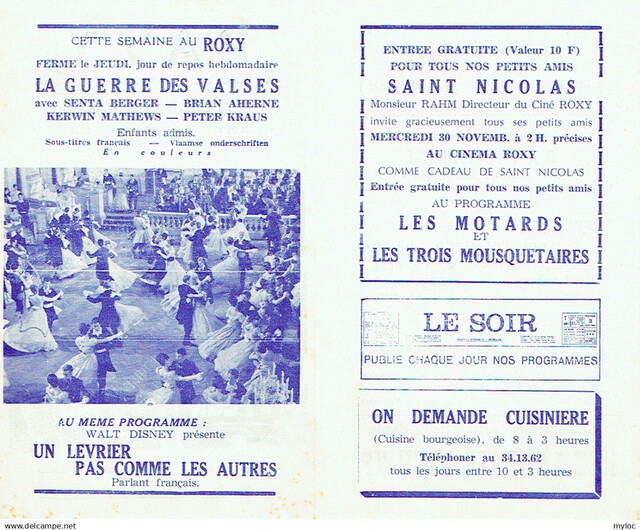 CETTE SEMAINE AU ROXY
FERME le JEUDI, jour de repos hebdomadaire
LA GUERRE DES VALSES
avec SENTA BERGER — BRIAN AHERNE
KERWIN MATHEWS — PETER KRAUS
Enfants admis.
Sous-titres français — Vlaamse onderschriften
En couleurs
AU MEME PROGRAMME :
WALT DISNEY présente
UN LEVRIER
PAS COMME LES AUTRES
Parlant français.
ENTREE GRATUITE (Valeur 10 F)
POUR TOUS NOS PETITS AMIS
SAINT NICOLAS
Monsieur RAHM Directeur du Ciné ROXY
invite gracieusement tous ses petits amis
MERCREDI 30 NOVEMB. à 2 H. précises
AU CINEMA ROXY
COMME CADEAU DE SAINT NICOLAS
Entrée gratuite pour tous nos petits amis
AU PROGRAMME
LES MOTARDS
ET
LES TROIS MOUSQUETAIRES
LE SOIR
PUBLIE CHAQUE JOUR NOS PROGRAMMES
ON DEMANDE CUISINIERE
(Cuisine bourgeoise), de 8 à 3 heures
Téléphoner au 34.13.62
tous les jours entre 10 et 3 heures
www.delcampe.net
myloc